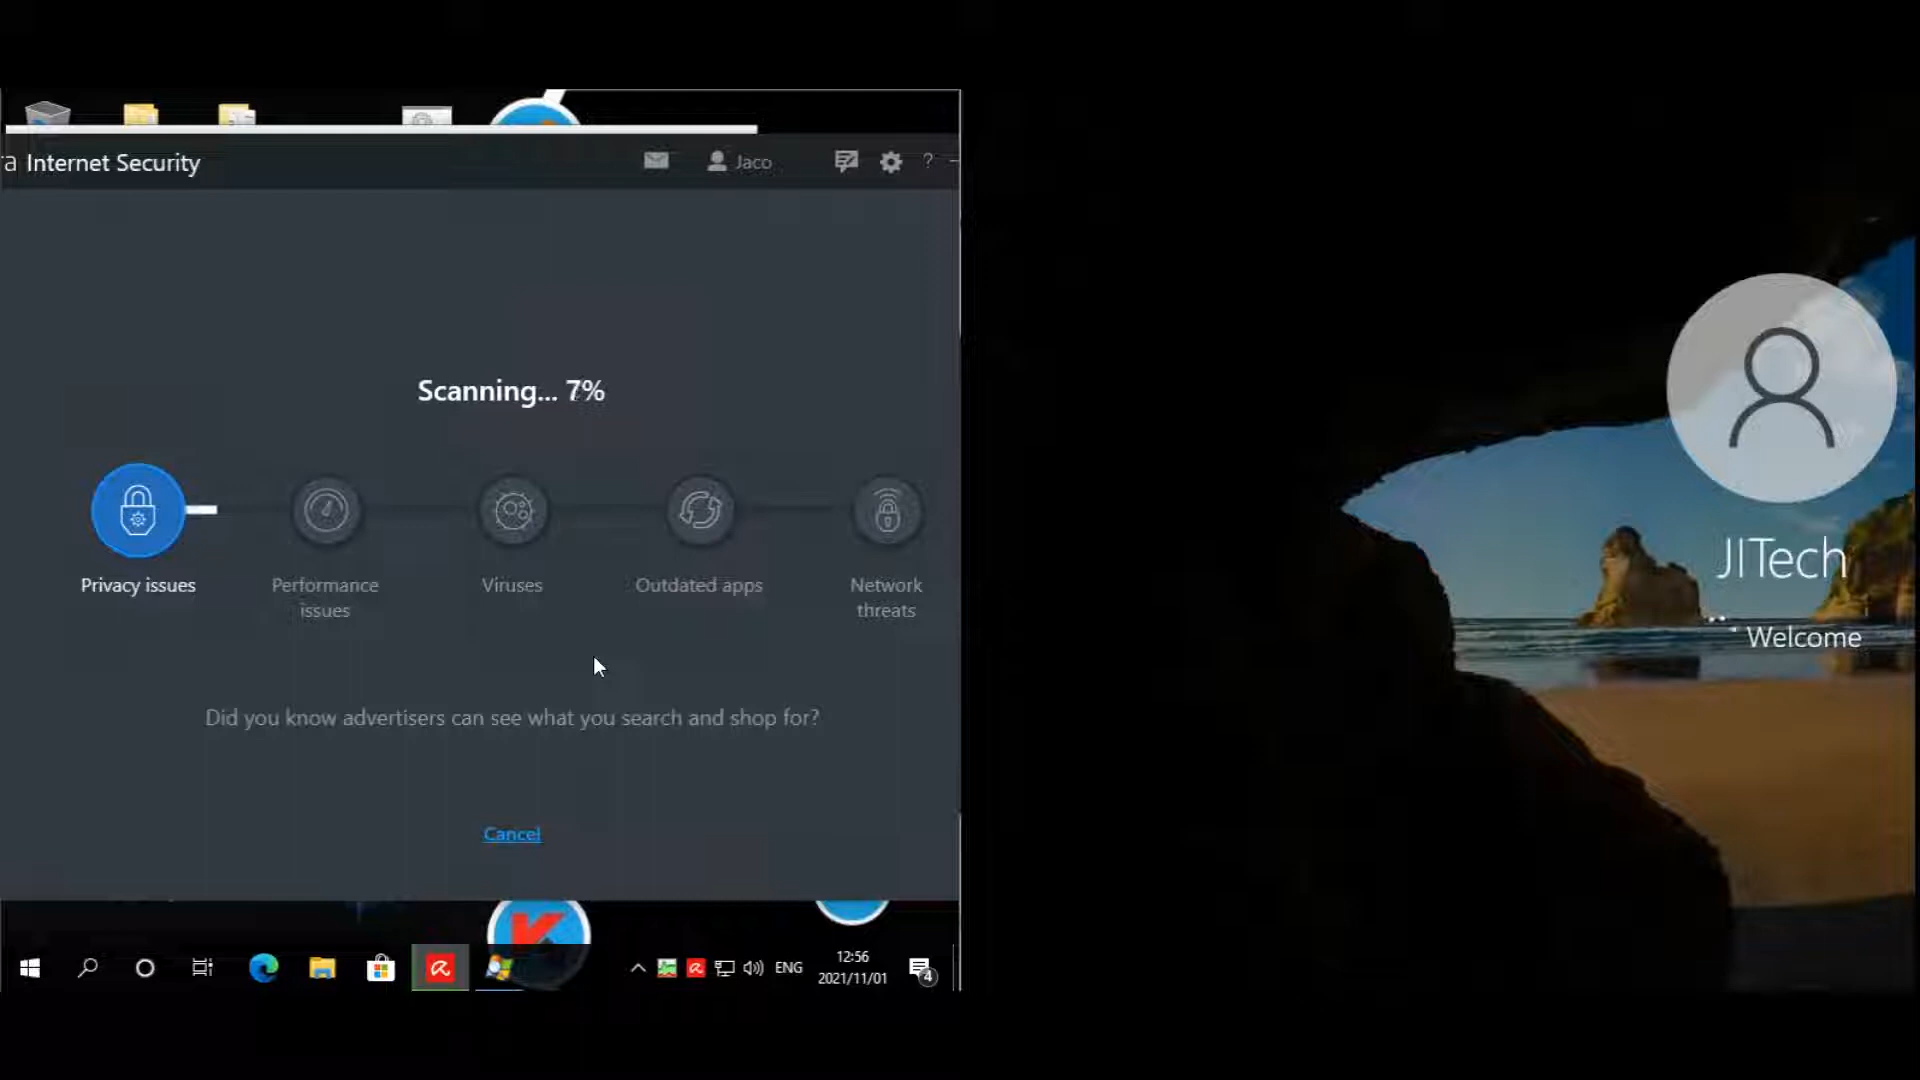 a Internet Security
Jaco
?
Scanning... 7%
Privacy issues
Performance
issues
Viruses
Outdated apps
Network
threats
Did you know advertisers can see what you search and shop for?
Cancel
ENG
12:56
2021/11/01
4
JITech
Welcome